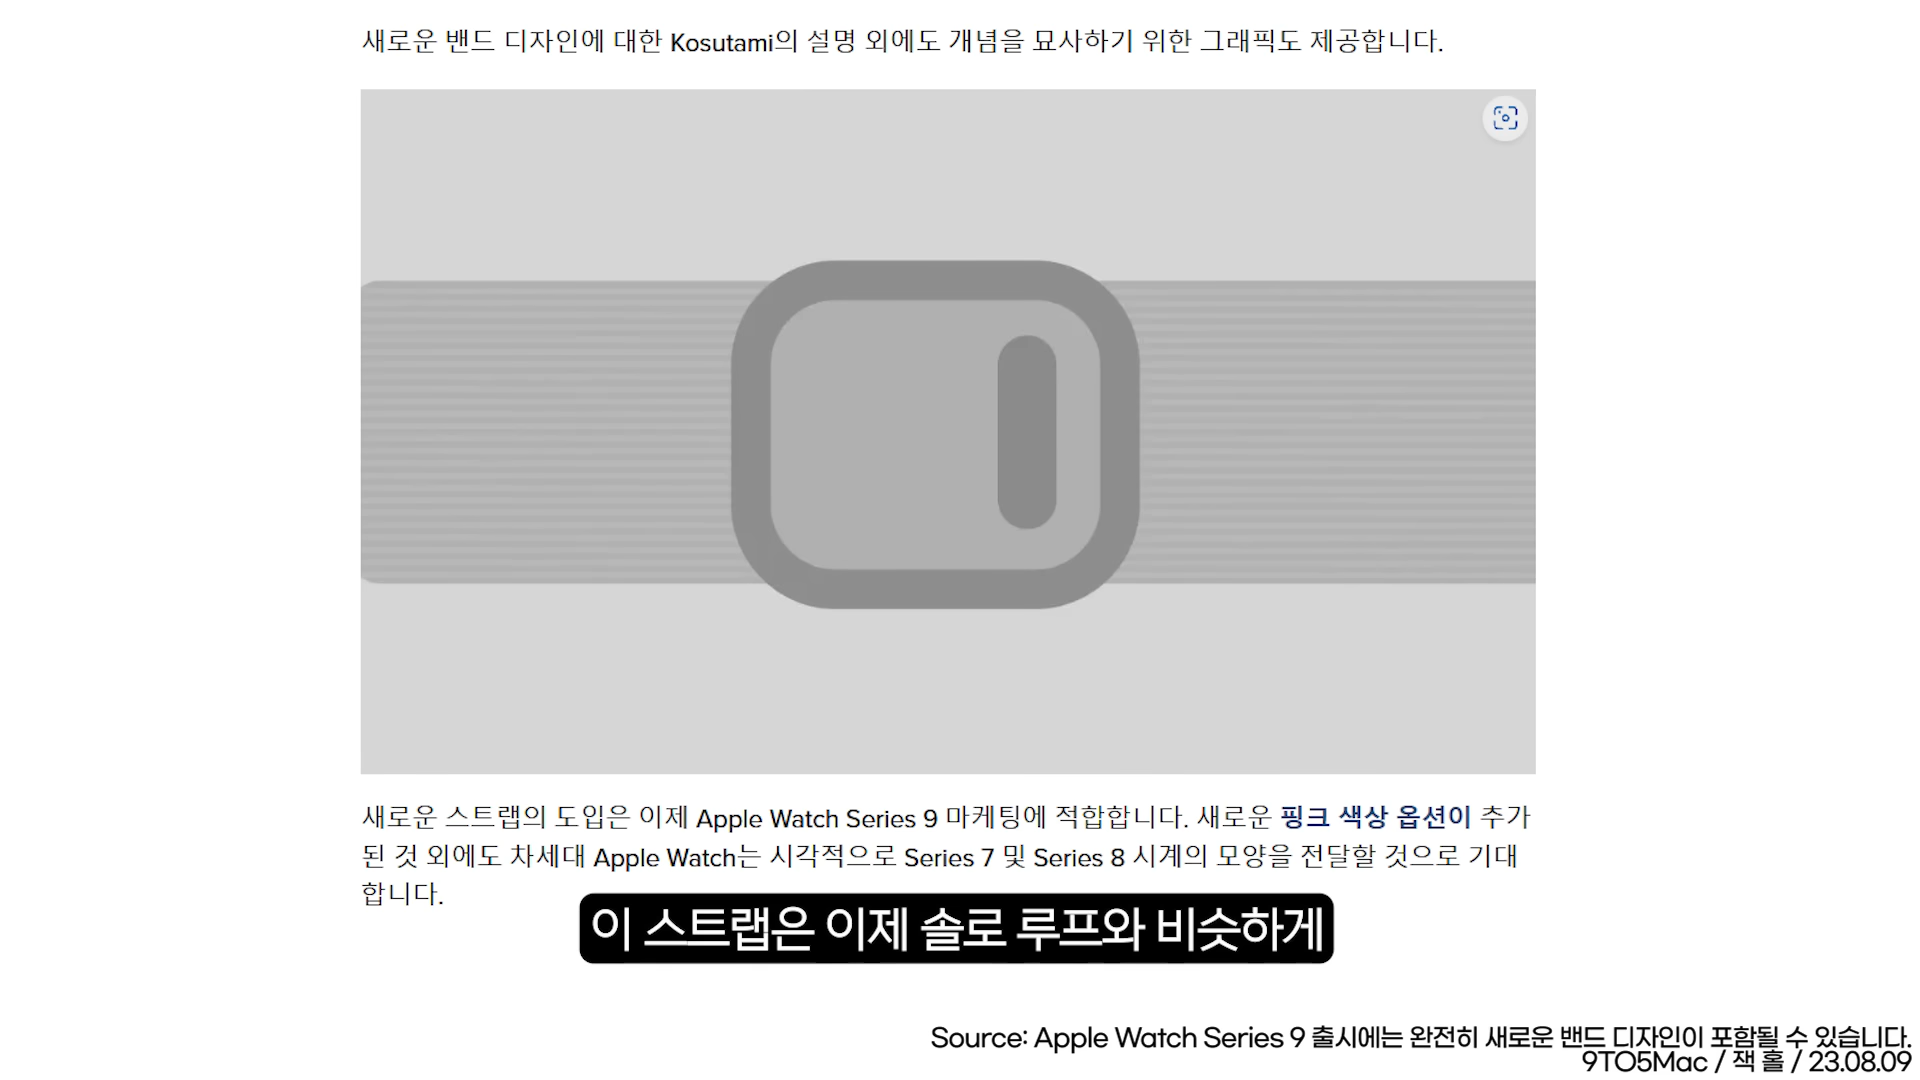 새로운 밴드 디자인에 대한 Kosutami의 설명 외에도 개념을 묘사하기 위한 그래픽도 제공합니다.
새로운 스트랩의 도입은 이제 Apple Watch Series 9 마케팅에 적합합니다. 새로운 핑크 색상 옵션이 추가
된 것 외에도 차세대 Apple Watch는 시각적으로 Series 7 및 Series 8 시계의 모양을 전달할 것으로 기대
합니다.
이 스트랩은 이제 솔로 루프와 비슷하게
Source: Apple Watch Series 9 출시에는 완전히 새로운 밴드 디자인이 포함될 수 있습니다.
9TO5Mac / 잭 홀 / 23.08.09